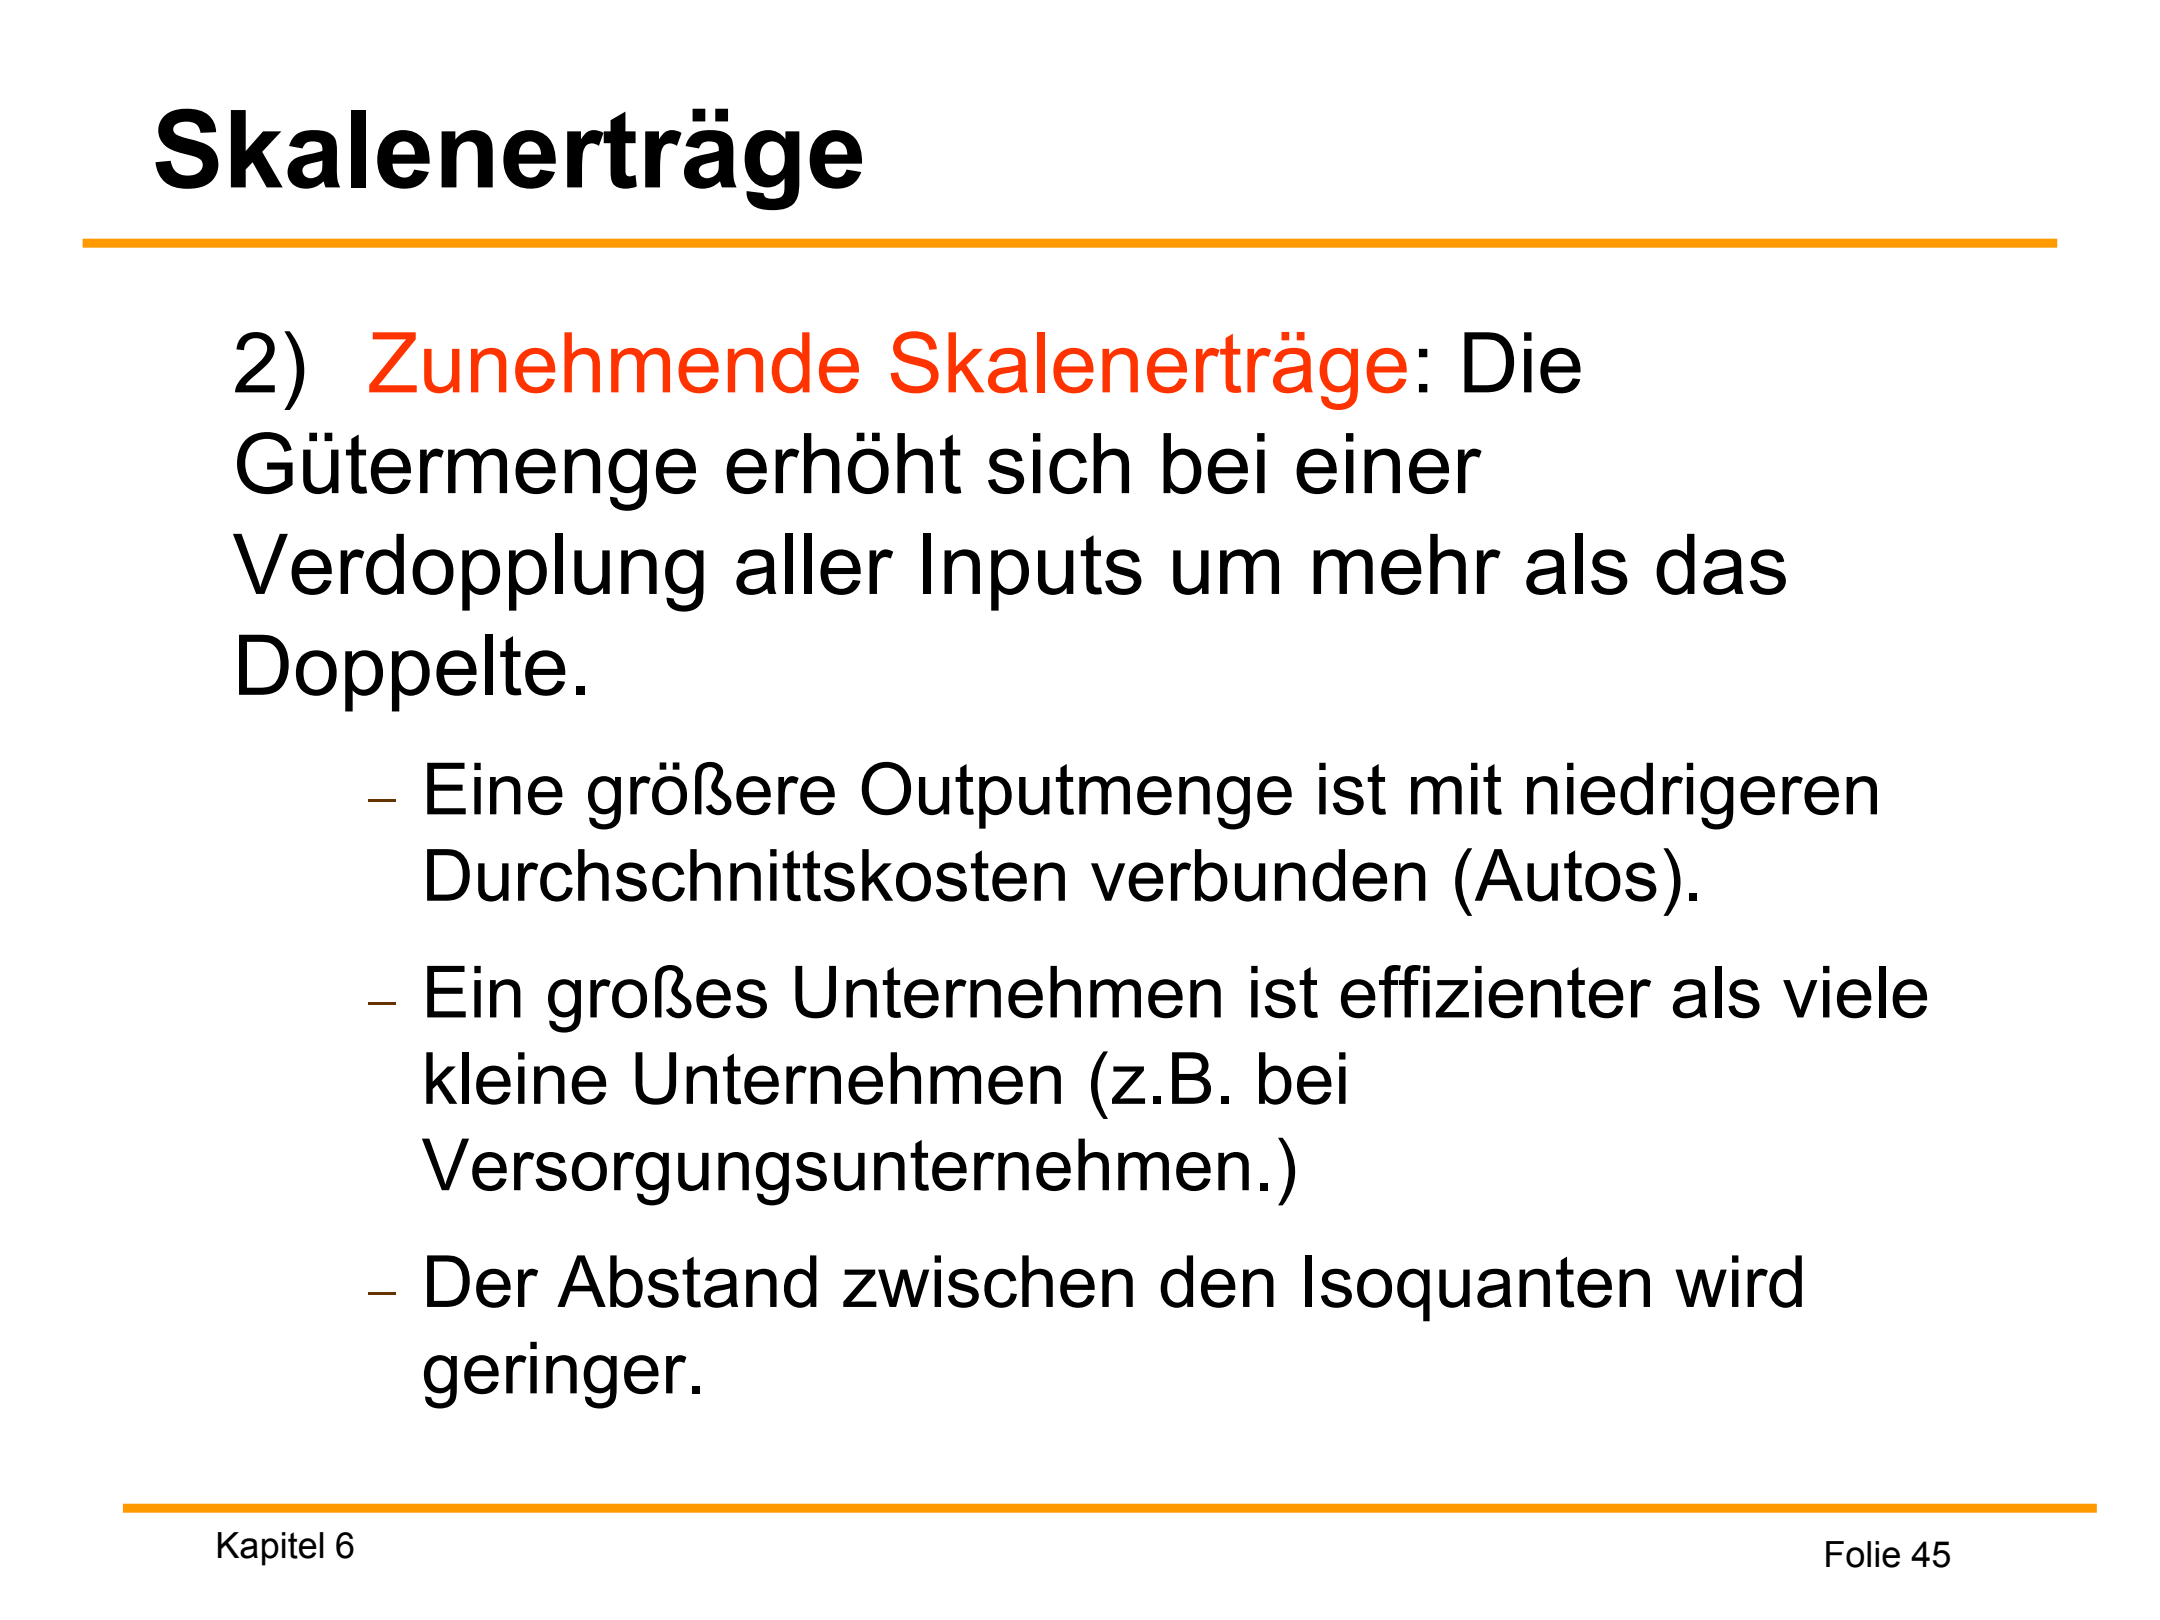 Skalenerträge
2) Zunehmende Skalenerträge: Die
Gütermenge erhöht sich bei einer
Verdopplung aller Inputs um mehr als das
Doppelte.
– Eine größere Outputmenge ist mit niedrigeren
Durchschnittskosten verbunden (Autos).
– Ein großes Unternehmen ist effizienter als viele
kleine Unternehmen (z.B. bei
Versorgungsunternehmen.)
– Der Abstand zwischen den Isoquanten wird
geringer.
Kapitel 6
Folie 45